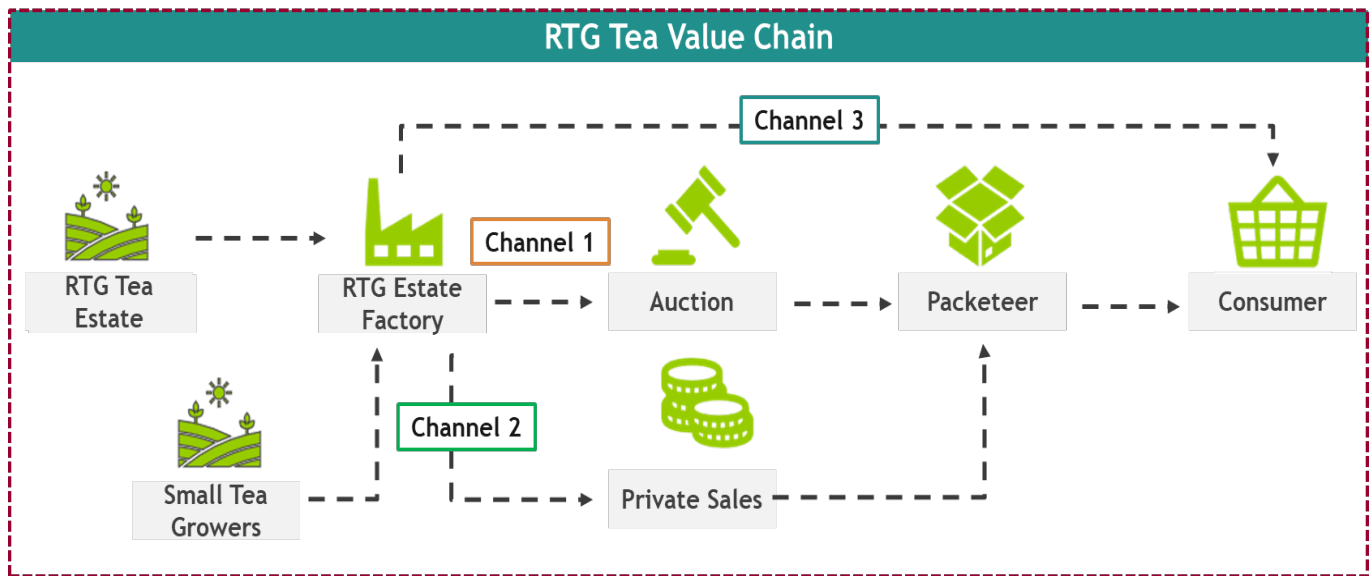 RTG Tea Value Chain
Channel 3
Channel 1
RTG Tea
Estate
RTG Estate
Factory
Auction
Packeteer
Consumer
Channel 2
Small Tea
Growers
Private Sales